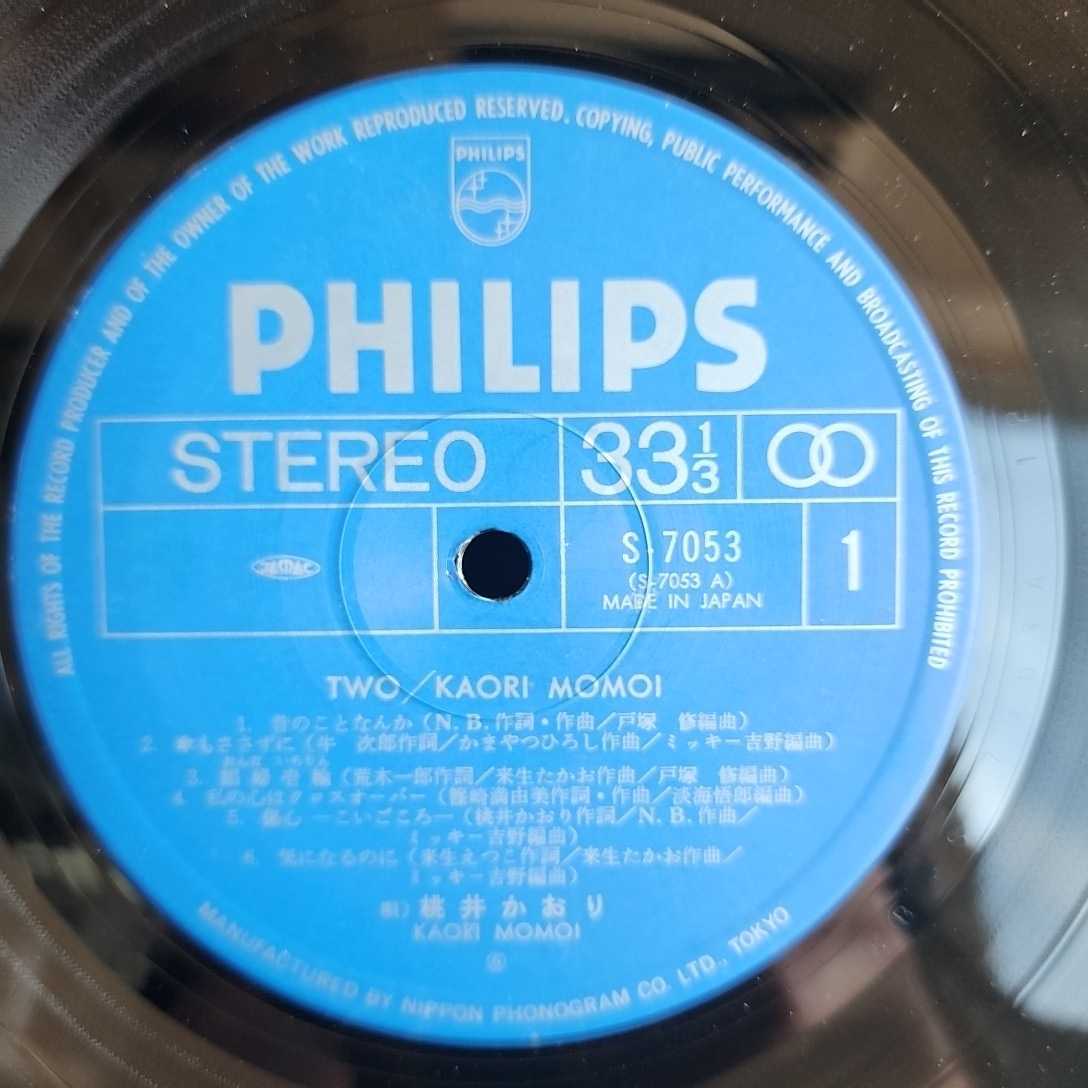 ALL RIGHTS OF THE RECORD PRODUCER AND OF THE OWNER OF THE WORK REPRODUCED RESERVED. COPYING, PUBLIC PERFORMANCE AND BROADCASTING OF THIS RECORD PROHIBITED
PHILIPS
PHILIPS
STEREO 33 1/3
JASRAC
S-7053 1
(S-7053 A)
MADE IN JAPAN
TWO/KAORI MOMOI
1. 昔のことなんか (N. B. 作詞・作曲/戸塚 修編曲)
2. 傘もささずに (牛 次郎作詞/かまやつひろし作曲/ミッキー吉野編曲)
3. (荒木一郎作詞/来生たかお作曲/戸塚 修編曲)
4. 私の心はクロスオーバー (篠崎満由美作詞・作曲/淡海悟郎編曲)
5. 傷心 ーこいごころー (桃井かおり作詞/N. B. 作曲/
ミッキー吉野編曲)
6. 気になるのに (来生えつこ作詞/来生たかお作曲/
ミッキー吉野編曲)
唄) 桃井かおり
KAORI MOMOI
MANUFACTURED BY NIPPON PHONOGRAM CO. LTD., TOKYO